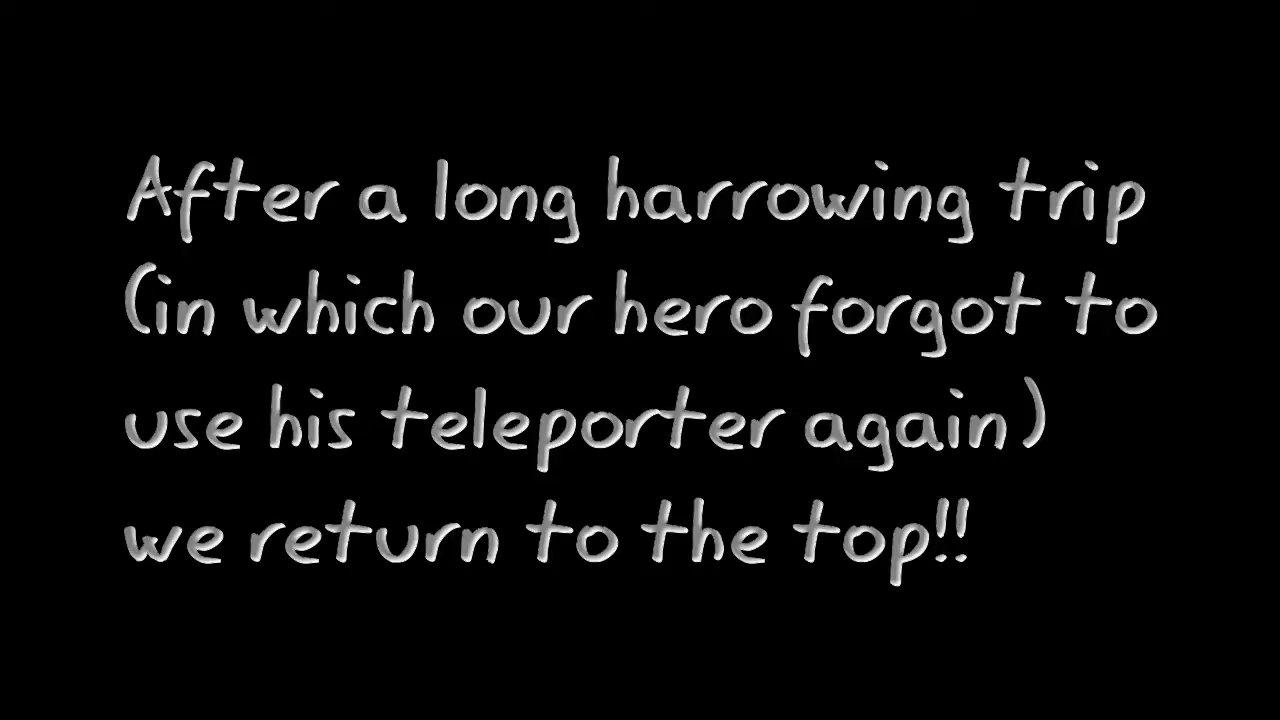 After a long harrowing trip
(in which our hero forgot to
use his teleporter again)
we return to the top!!